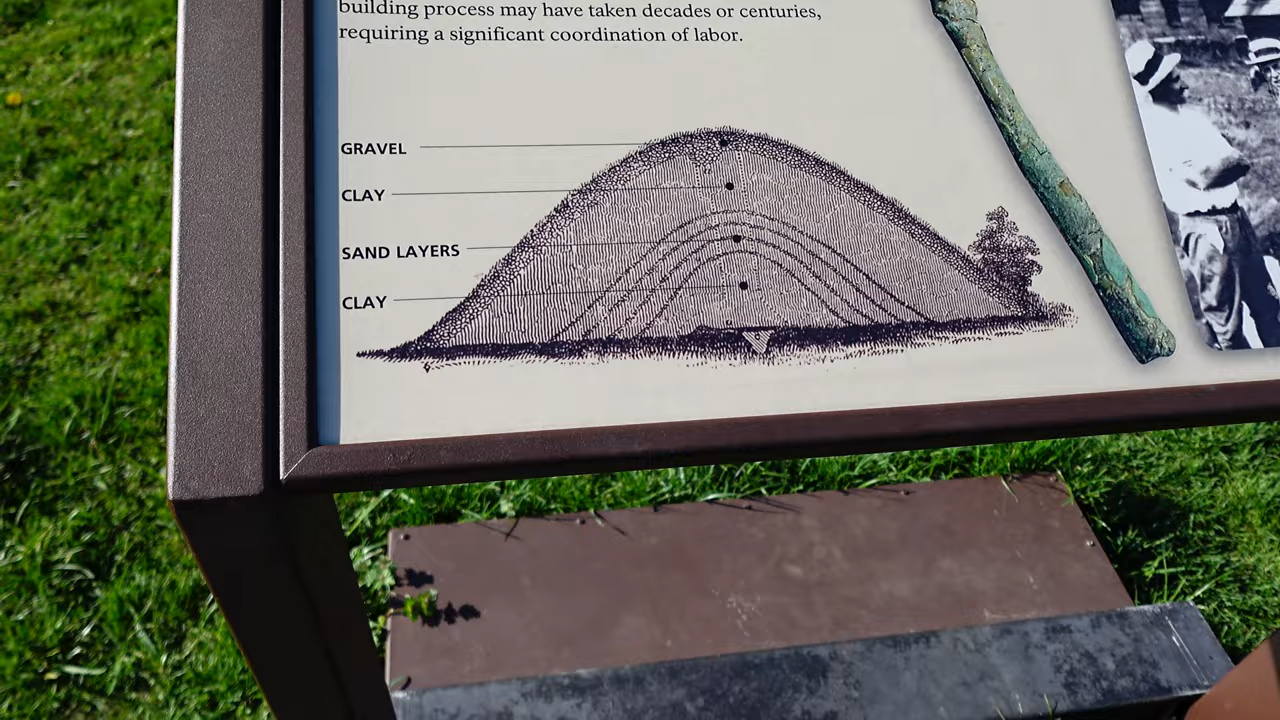 building process may have taken decades or centuries,
requiring a significant coordination of labor.
GRAVEL
CLAY
SAND LAYERS
CLAY